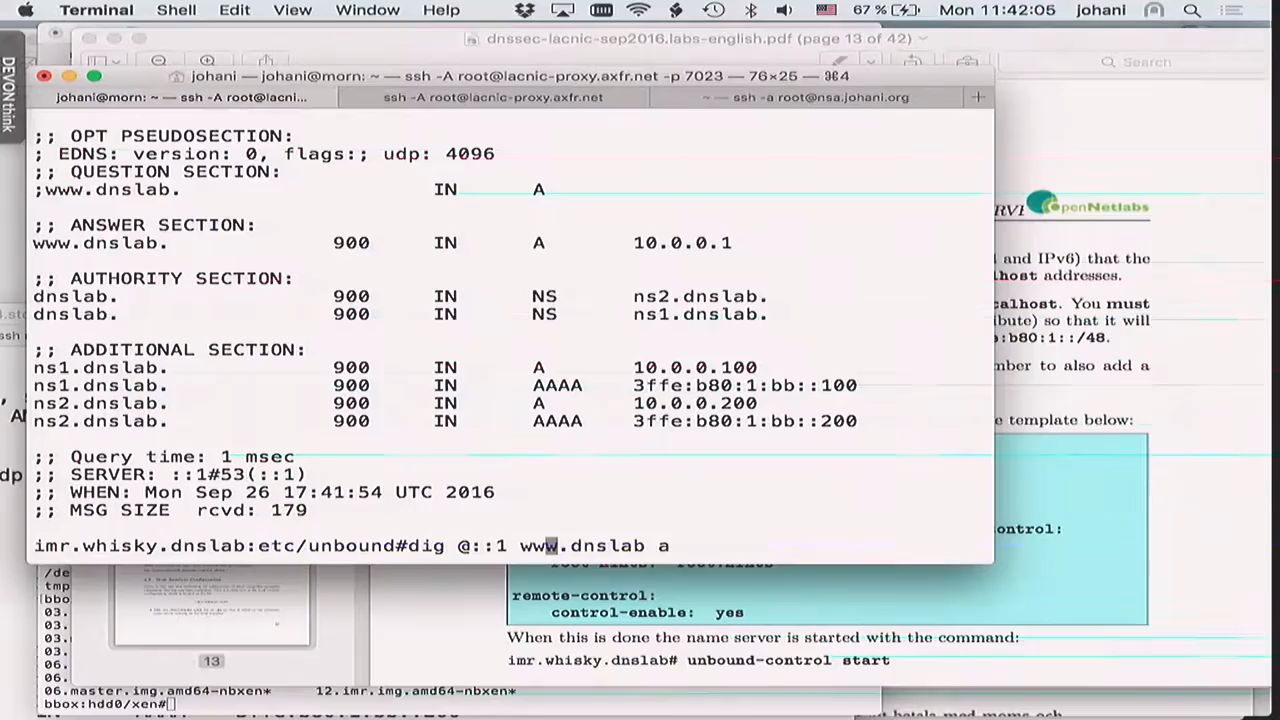 Terminal Shell Edit View Window Help 67% Mon 11:42:05 johani
dnssec-lacnic-sep2016.labs-english.pdf (page 13 of 42)
Search
DEVONthink
johani — johani@morn: ~ — ssh -A root@lacnic-proxy.axfr.net -p 7023 — 76×25 — ⌘4
johani@morn: ~ — ssh -A root@lacni... ssh -A root@lacnic-proxy.axfr.net ~ — ssh -a root@nsa.johani.org
;; OPT PSEUDOSECTION:
; EDNS: version: 0, flags:; udp: 4096
;; QUESTION SECTION:
;www.dnslab. IN A
;; ANSWER SECTION:
www.dnslab. 900 IN A 10.0.0.1
;; AUTHORITY SECTION:
dnslab. 900 IN NS ns2.dnslab.
dnslab. 900 IN NS ns1.dnslab.
;; ADDITIONAL SECTION:
ns1.dnslab. 900 IN A 10.0.0.100
ns1.dnslab. 900 IN AAAA 3ffe:b80:1:bb::100
ns2.dnslab. 900 IN A 10.0.0.200
ns2.dnslab. 900 IN AAAA 3ffe:b80:1:bb::200
;; Query time: 1 msec
;; SERVER: ::1#53(::1)
;; WHEN: Mon Sep 26 17:41:54 UTC 2016
;; MSG SIZE rcvd: 179
imr.whisky.dnslab:etc/unbound#dig @::1 www.dnslab a
RVI OpenNetlabs
and IPv6) that the
lhost addresses.
calhost. You must
bute) so that it will
:b80:1::/48.
mber to also add a
e template below:
control:
remote-control:
control-enable: yes
When this is done the name server is started with the command:
imr.whisky.dnslab# unbound-control start
13
/de
tmp
bbo
03.
03.
03.
06.
06.
06.master.img.amd64-nbxen* 12.imr.img.amd64-nbxen*
bbox:hdd0/xen#